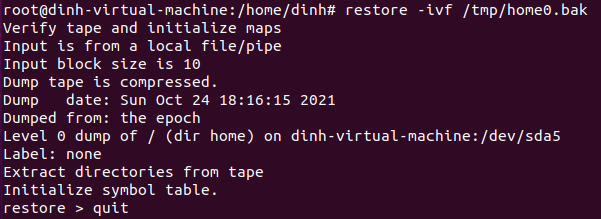 root@dinh-virtual-machine:/home/dinh# restore -ivf /tmp/home0.bak
Verify tape and initialize maps
Input is from a local file/pipe
Input block size is 10
Dump tape is compressed.
Dump   date: Sun Oct 24 18:16:15 2021
Dumped from: the epoch
Level 0 dump of / (dir home) on dinh-virtual-machine:/dev/sda5
Label: none
Extract directories from tape
Initialize symbol table.
restore > quit